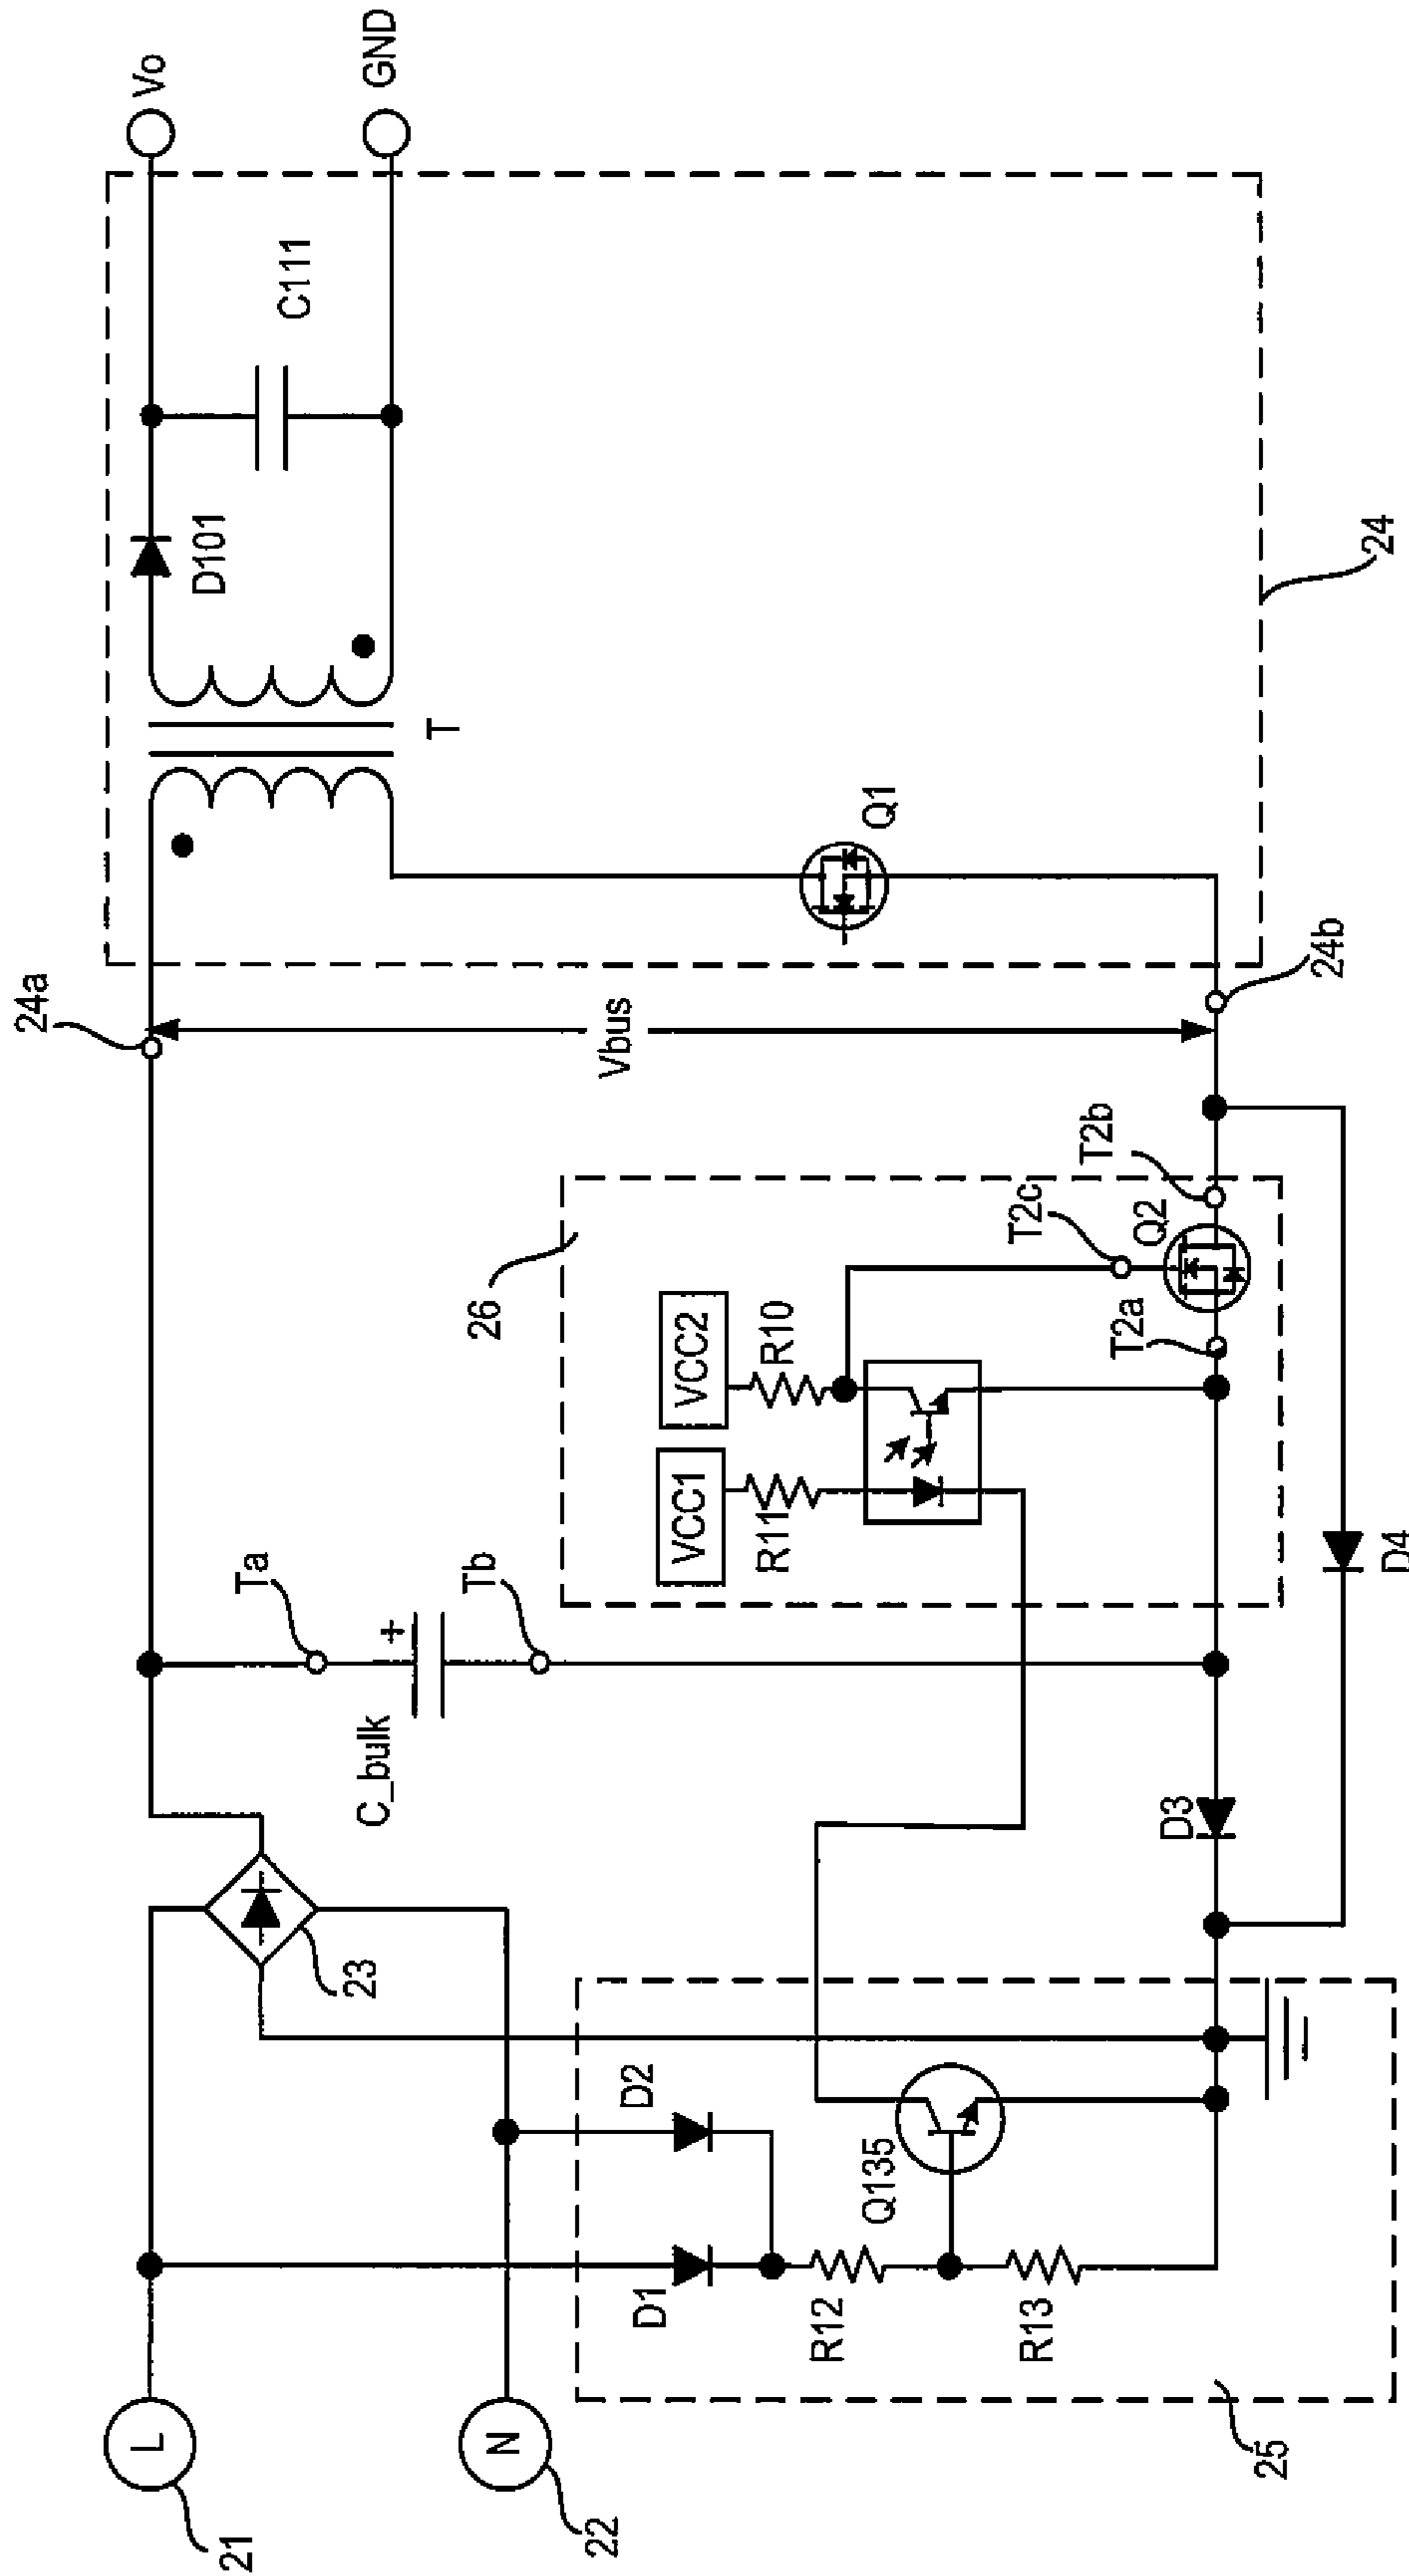 Vo
GND
C111
D101
T
Q1
24
24a
24b
Vbus
T2b
T2c
Q2
T2a
26
VCC2
R10
VCC1
R11
Ta
+
Tb
C_bulk
D4
D3
23
D2
Q135
D1
R12
R13
L
21
N
22
25